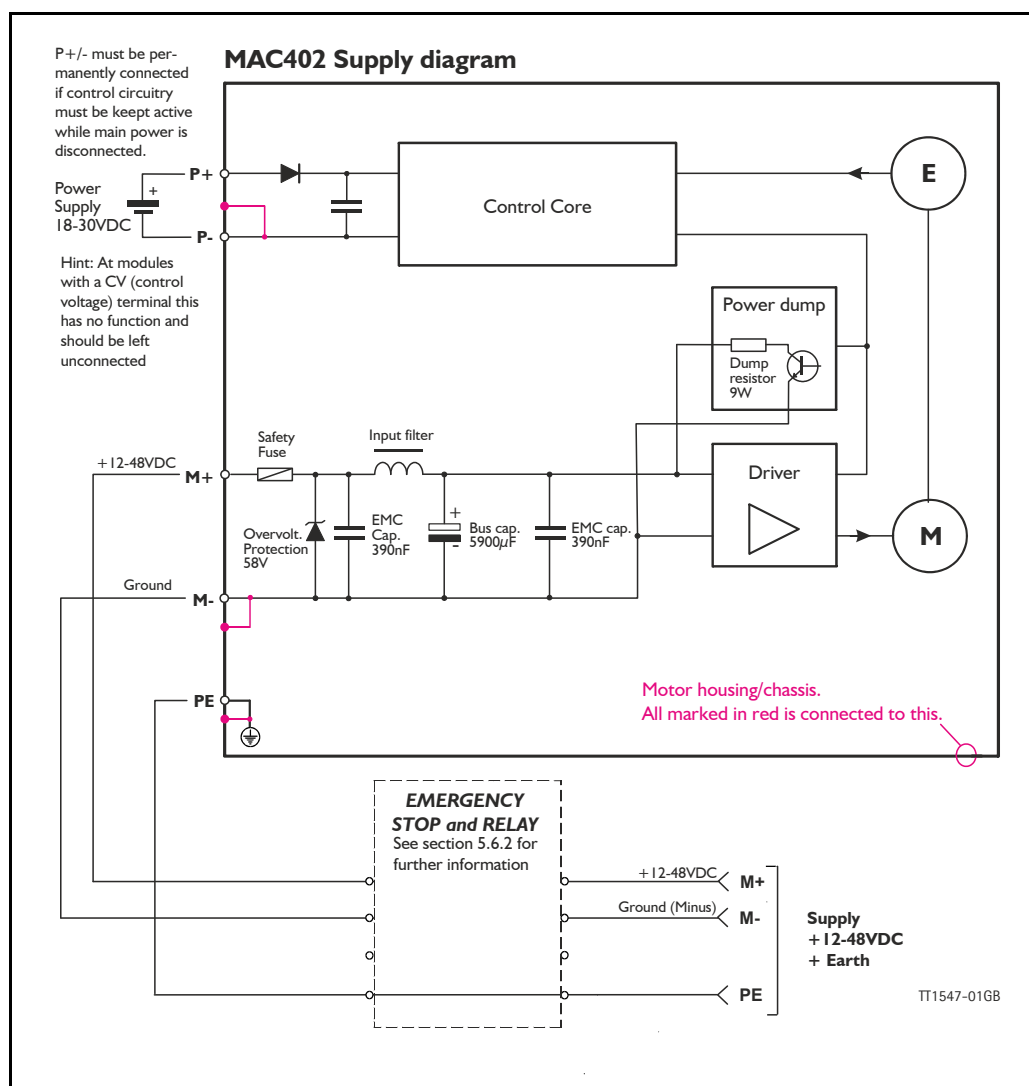 MAC402 Supply diagram
P+/- must be per-
manently connected
if control circuitry
must be keept active
while main power is
disconnected.
P+
Power
Supply
18-30VDC
+
P-
Hint: At modules
with a CV (control
voltage) terminal this
has no function and
should be left
unconnected
Control Core
E
Power dump
Dump
resistor
9W
Safety
Fuse
Input filter
+12-48VDC
M+
Overvolt.
Protection
58V
EMC
Cap.
390nF
+
-
Bus cap.
5900µF
EMC cap.
390nF
Driver
M
Ground
M-
PE
Motor housing/chassis.
All marked in red is connected to this.
EMERGENCY
STOP and RELAY
See section 5.6.2 for
further information
+12-48VDC
M+
Ground (Minus)
M-
PE
Supply
+12-48VDC
+ Earth
TT1547-01GB